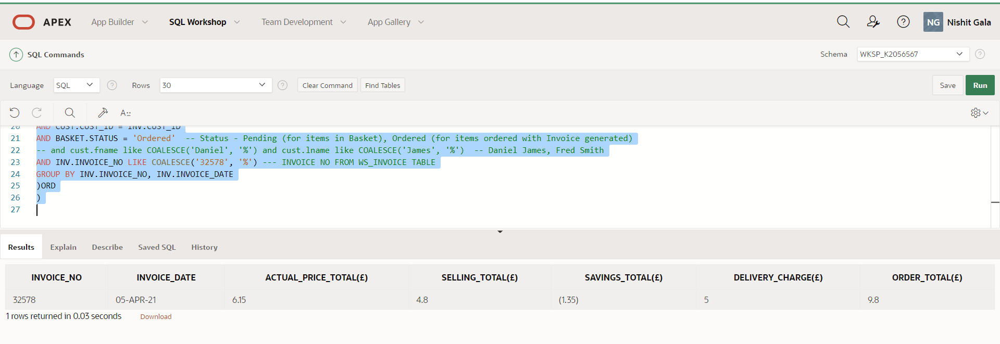 APEX App Builder SQL Workshop Team Development App Gallery NG Nishit Gala
SQL Commands Schema WKSP_K2056567
Language SQL Rows 30 Clear Command Find Tables Save Run
20 AND CUST.CUST_ID = INV.CUST_ID
21 AND BASKET.STATUS = 'Ordered' -- Status - Pending (for items in Basket), Ordered (for items ordered with Invoice generated)
22 -- and cust.fname like COALESCE('Daniel', '%') and cust.lname like COALESCE('James', '%') -- Daniel James, Fred Smith
23 AND INV.INVOICE_NO LIKE COALESCE('32578', '%') --- INVOICE NO FROM WS_INVOICE TABLE
24 GROUP BY INV.INVOICE_NO, INV.INVOICE_DATE
25 )ORD
26 )
27
Results Explain Describe Saved SQL History
INVOICE_NO INVOICE_DATE ACTUAL_PRICE_TOTAL(£) SELLING_TOTAL(£) SAVINGS_TOTAL(£) DELIVERY_CHARGE(£) ORDER_TOTAL(£)
32578 05-APR-21 6.15 4.8 (1.35) 5 9.8
1 rows returned in 0.03 seconds Download